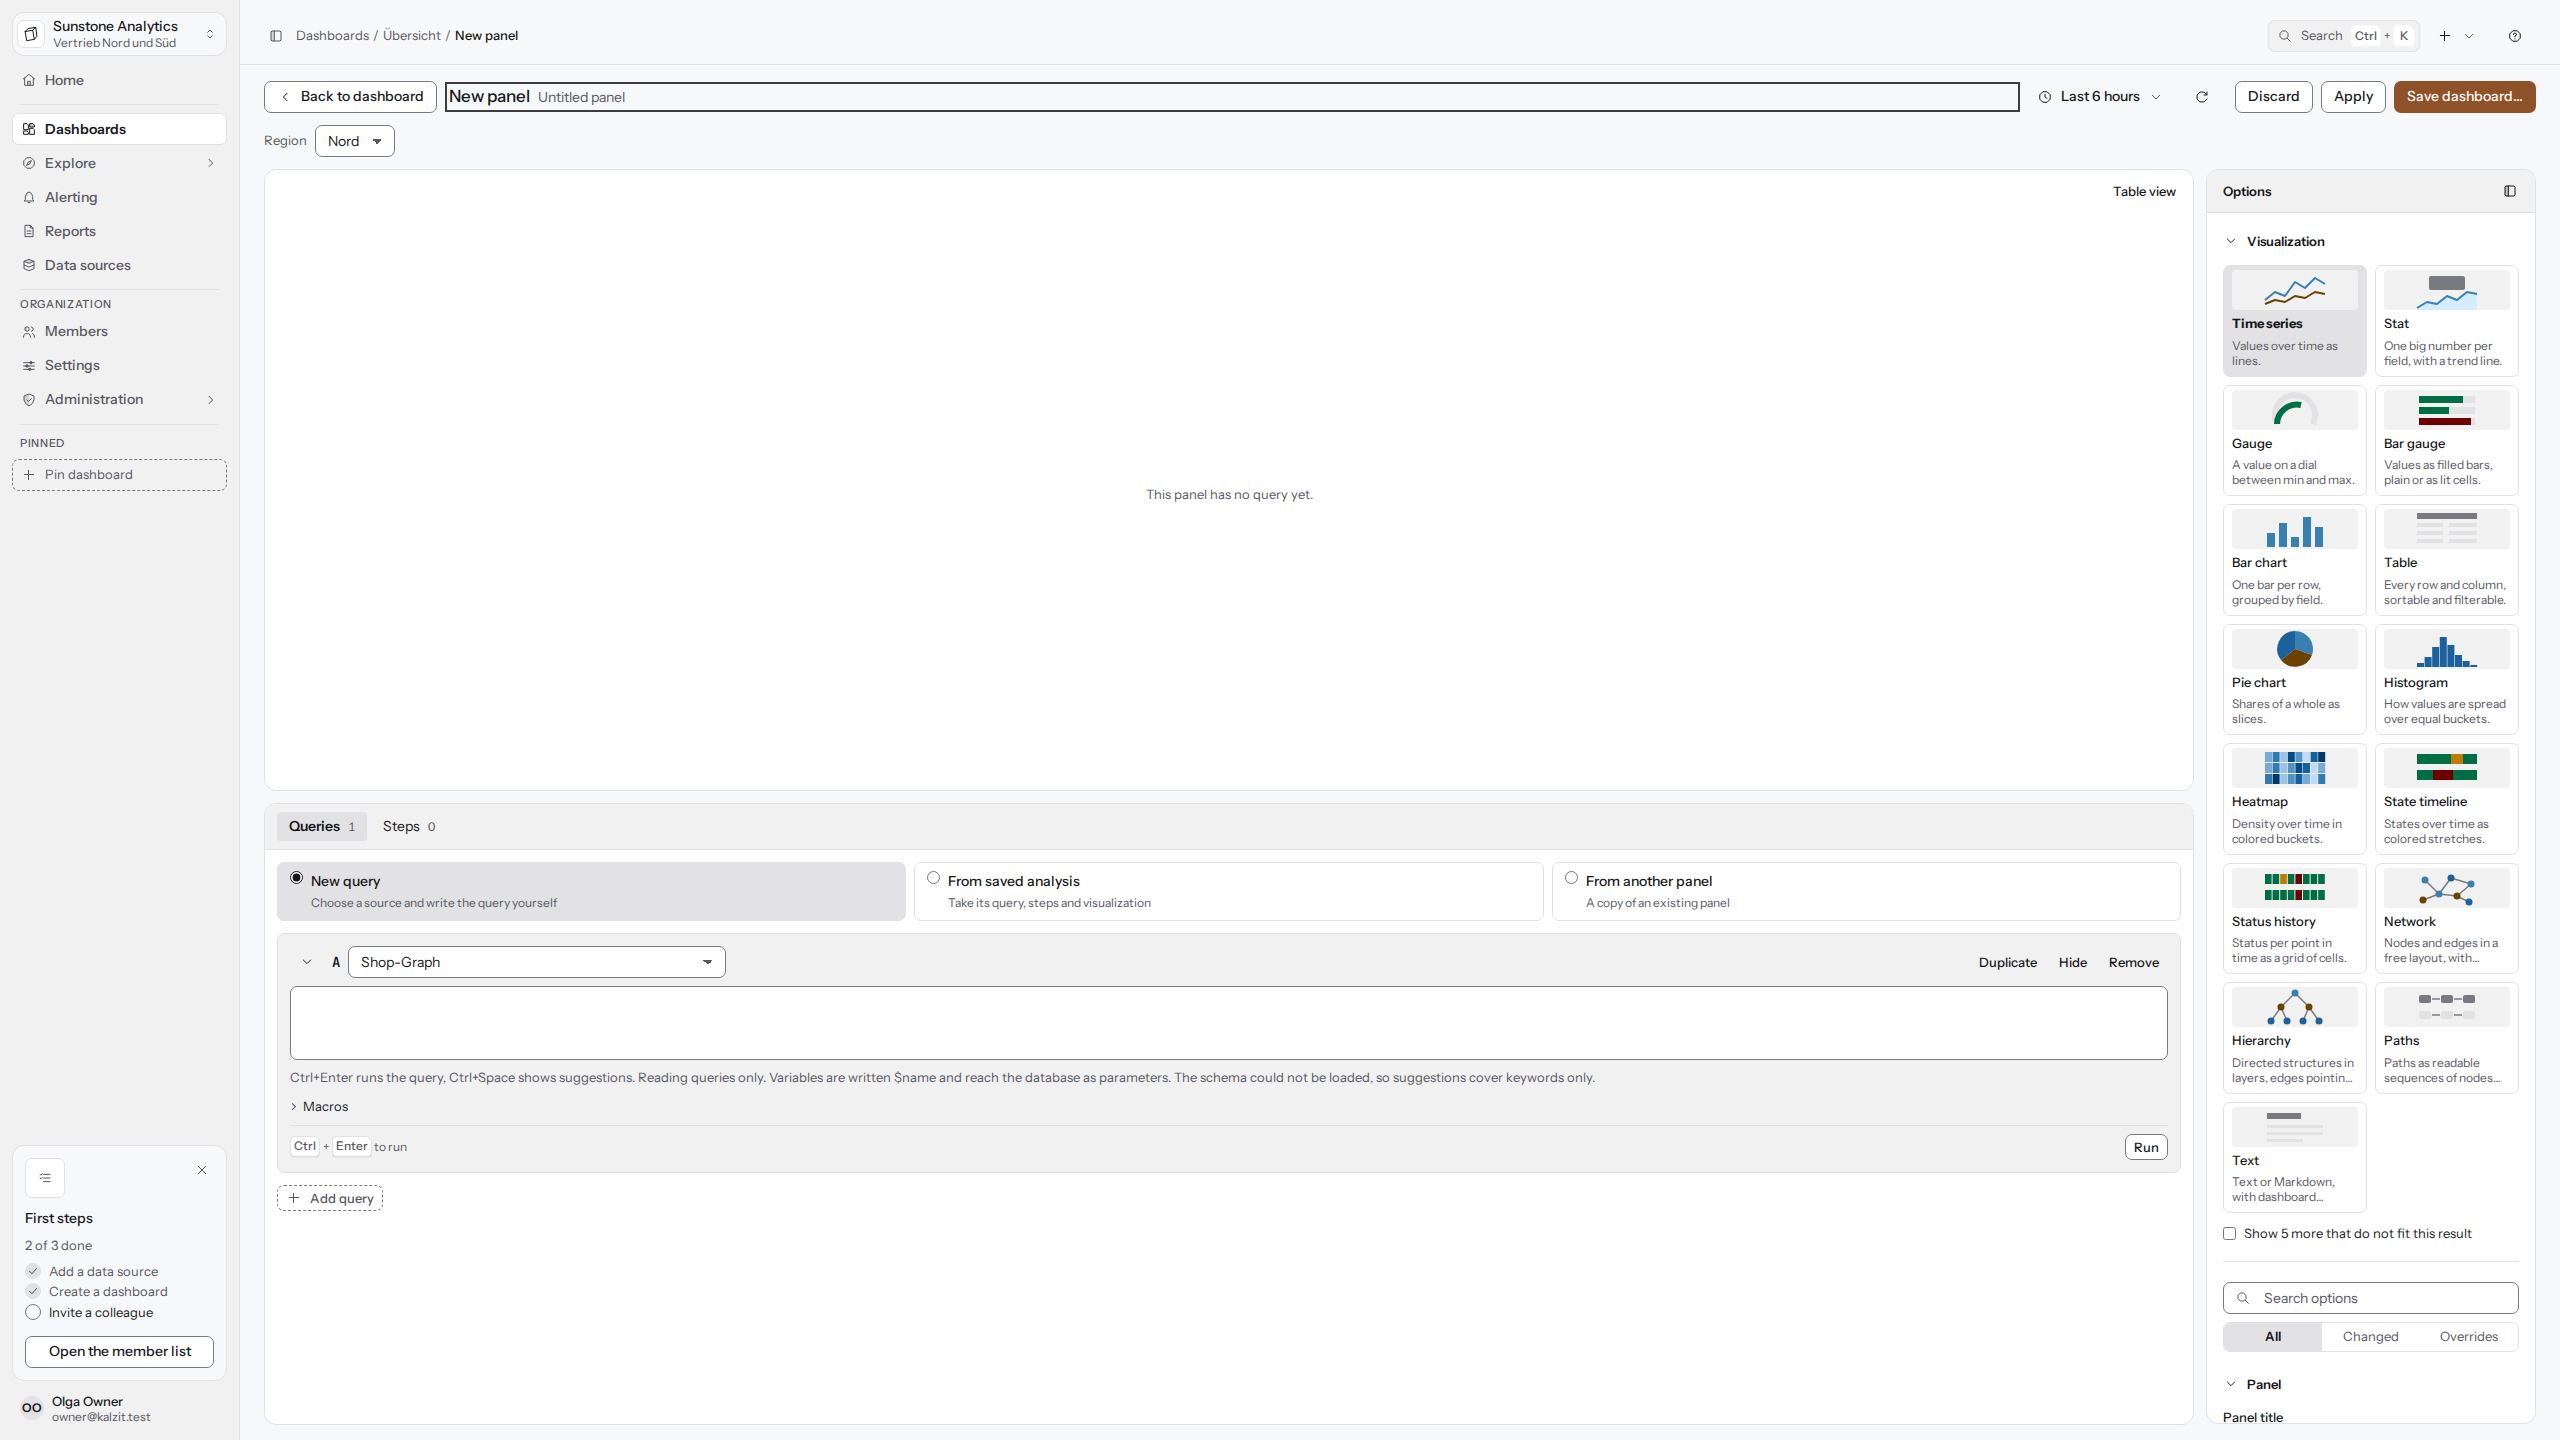 Sunstone Analytics
Vertrieb Nord und Süd
Home
Dashboards
Explore
Alerting
Reports
Data sources
ORGANIZATION
Members
Settings
Administration
PINNED
Pin dashboard
First steps
2 of 3 done
Add a data source
Create a dashboard
Invite a colleague
Open the member list
OO
Olga Owner
owner@kalzit.test
Dashboards / Übersicht / New panel
Search Ctrl + K
Back to dashboard
New panel Untitled panel
Last 6 hours
Discard
Apply
Save dashboard...
Region Nord
Table view
This panel has no query yet.
Queries 1
Steps 0
New query
Choose a source and write the query yourself
From saved analysis
Take its query, steps and visualization
From another panel
A copy of an existing panel
A Shop-Graph
Duplicate
Hide
Remove
Ctrl+Enter runs the query, Ctrl+Space shows suggestions. Reading queries only. Variables are written $name and reach the database as parameters. The schema could not be loaded, so suggestions cover keywords only.
Macros
Ctrl + Enter to run
Run
Add query
Options
Visualization
Time series
Values over time as
lines.
Stat
One big number per
field, with a trend line.
Gauge
A value on a dial
between min and max.
Bar gauge
Values as filled bars,
plain or as lit cells.
Bar chart
One bar per row,
grouped by field.
Table
Every row and column,
sortable and filterable.
Pie chart
Shares of a whole as
slices.
Histogram
How values are spread
over equal buckets.
Heatmap
Density over time in
colored buckets.
State timeline
States over time as
colored stretches.
Status history
Status per point in
time as a grid of cells.
Network
Nodes and edges in a
free layout, with...
Hierarchy
Directed structures in
layers, edges pointin...
Paths
Paths as readable
sequences of nodes...
Text
Text or Markdown,
with dashboard...
Show 5 more that do not fit this result
Search options
All
Changed
Overrides
Panel
Panel title